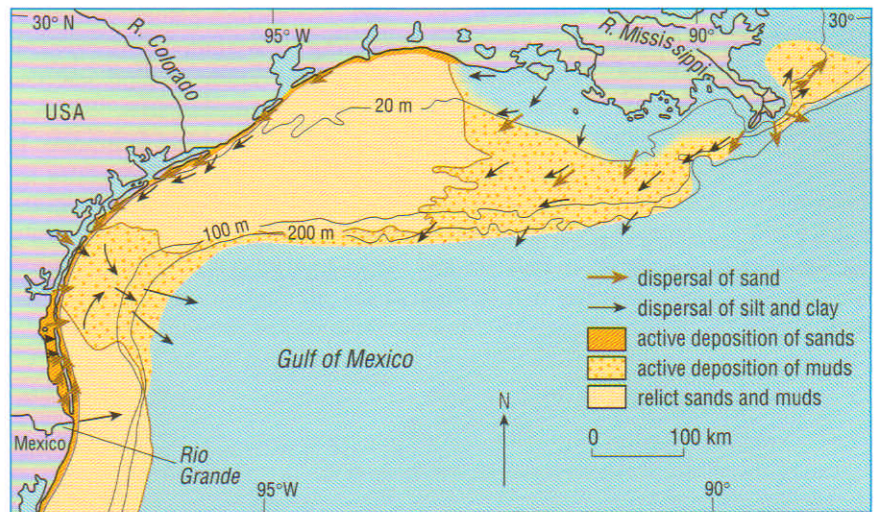 30° N
R. Colorado
95° W
R. Missis sippi
90°
30°
USA
20 m
100 m
200 m
dispersal of sand
dispersal of silt and clay
active deposition of sands
active deposition of muds
relict sands and muds
Gulf of Mexico
N
0 100 km
Mexico
Rio
Grande
95°W
90°